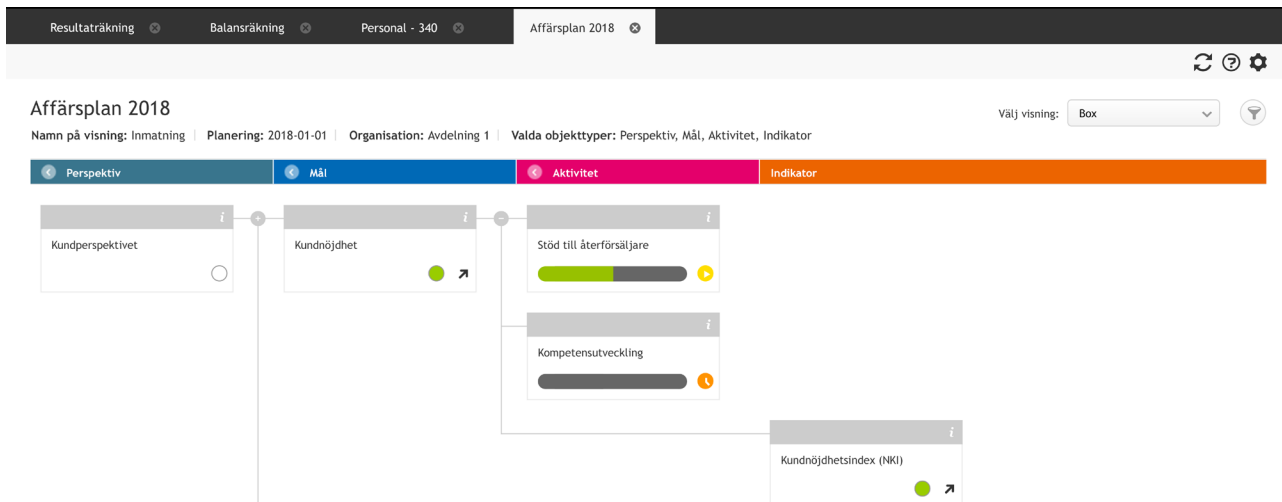 Resultaträkning Balansräkning Personal - 340 Affärsplan 2018
Affärsplan 2018
Välj visning: Box
Namn på visning: Inmatning Planering: 2018-01-01 Organisation: Avdelning 1 Valda objekttyper: Perspektiv, Mål, Aktivitet, Indikator
Perspektiv Mål Aktivitet Indikator
i i i
Kundperspektivet Kundnöjdhet Stöd till återförsäljare
i
Kompetensutveckling
i
Kundnöjdhetsindex (NKI)